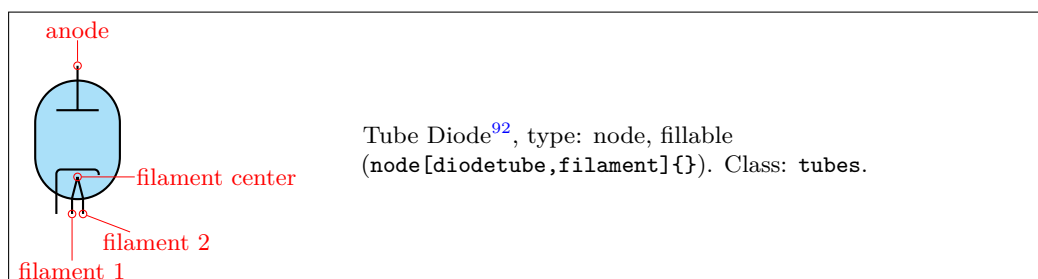 anode
Tube Diode92, type: node, fillable
(node[diodetube,filament]{}). Class: tubes.
filament center
filament 2
filament 1